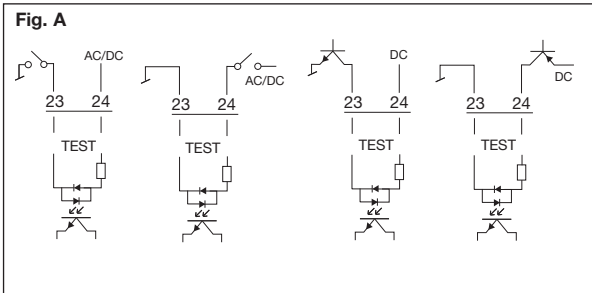 Fig. A
AC/DC
AC/DC
DC
DC
23 24
23 24
23 24
23 24
TEST
TEST
TEST
TEST